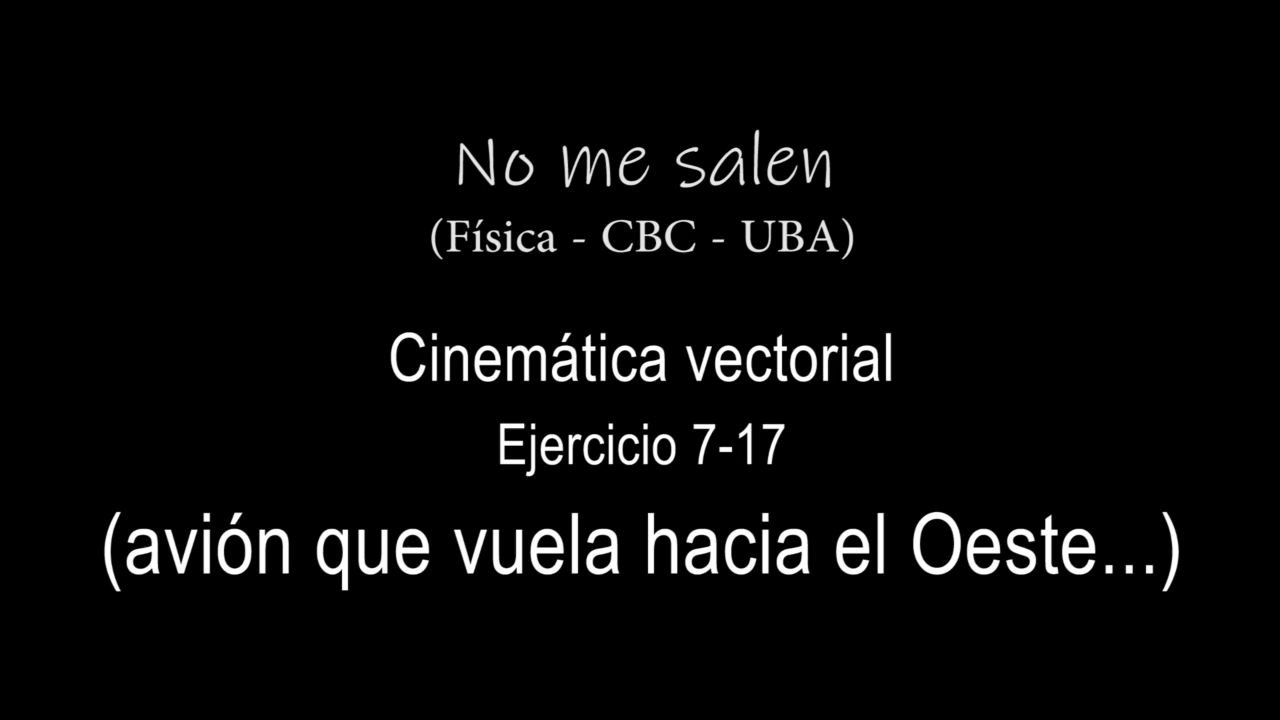 No me salen
(Física - CBC - UBA)
Cinemática vectorial
Ejercicio 7-17
(avión que vuela hacia el Oeste...)